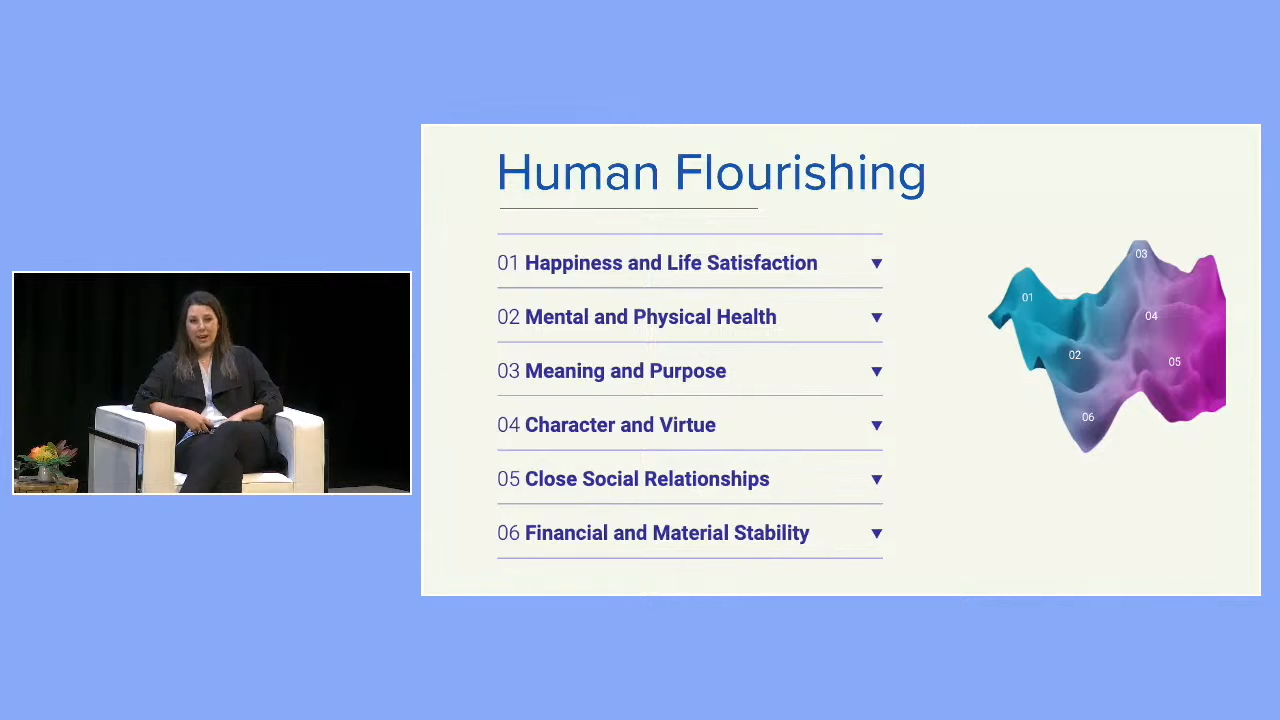 Human Flourishing
01 Happiness and Life Satisfaction
02 Mental and Physical Health
03 Meaning and Purpose
04 Character and Virtue
05 Close Social Relationships
06 Financial and Material Stability
03
01
04
02
05
06